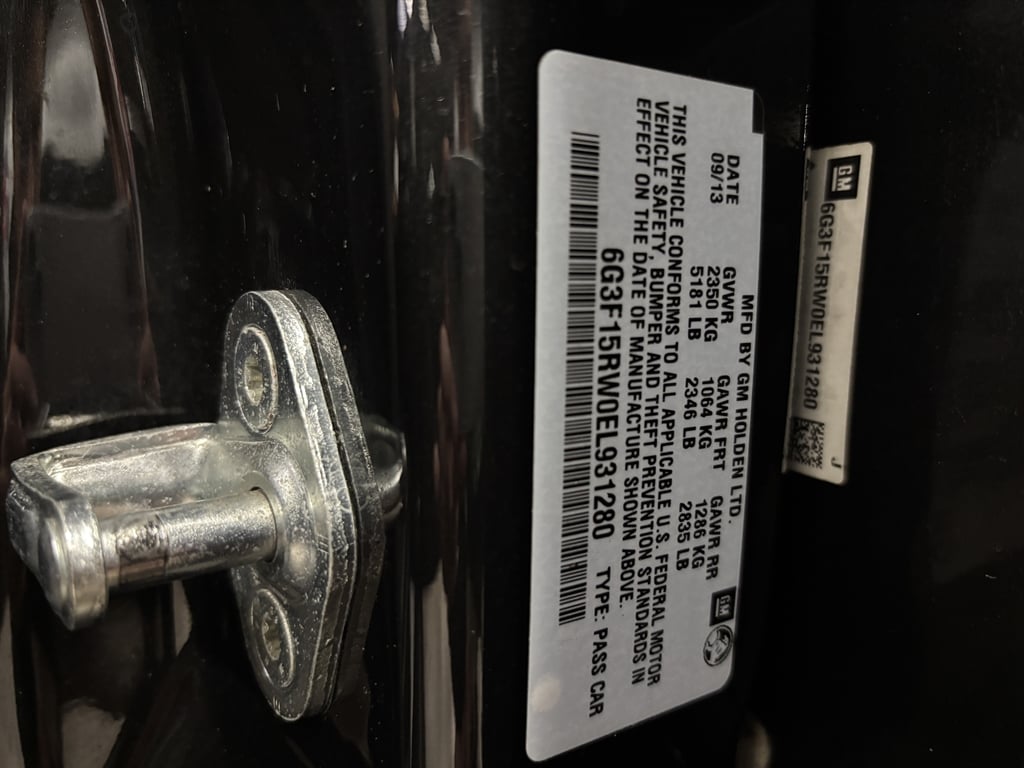 MFD BY GM HOLDEN LTD.
DATE GVWR GAWR FRT GAWR RR
09/13 2350 KG 1064 KG 1286 KG
5181 LB 2346 LB 2835 LB
THIS VEHICLE CONFORMS TO ALL APPLICABLE U.S. FEDERAL MOTOR
VEHICLE SAFETY, BUMPER AND THEFT PREVENTION STANDARDS IN
EFFECT ON THE DATE OF MANUFACTURE SHOWN ABOVE.
6G3F15RW0EL931280 TYPE: PASS CAR
GM
GM
6G3F15RW0EL931280
J